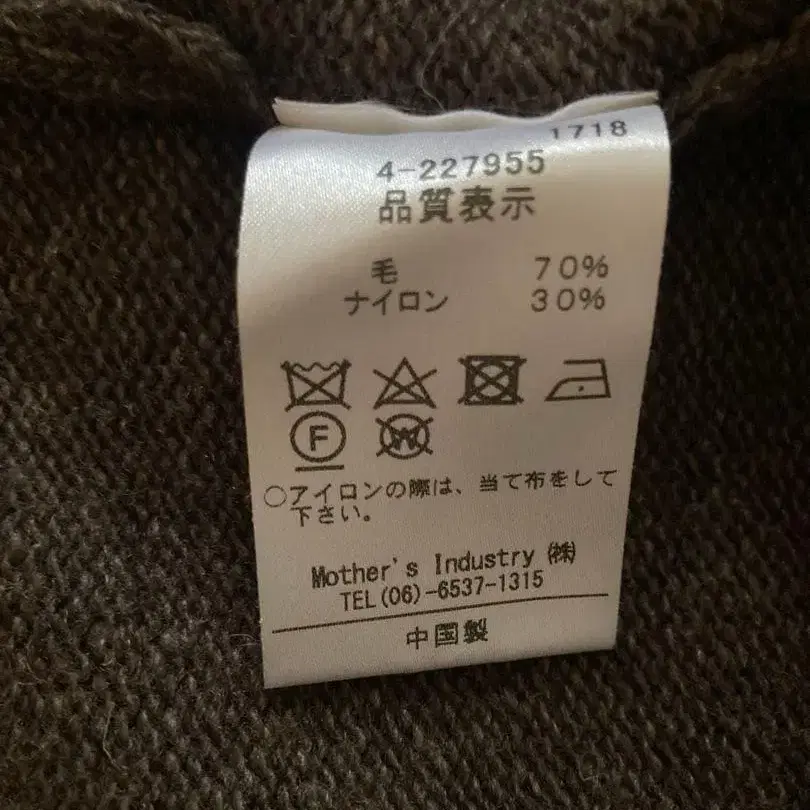 1718
4-227955
品質表示
毛 70%
ナイロン 30%
F W
○アイロンの際は、当て布をして
下さい。
Mother's Industry ㈱
TEL(06)-6537-1315
中国製